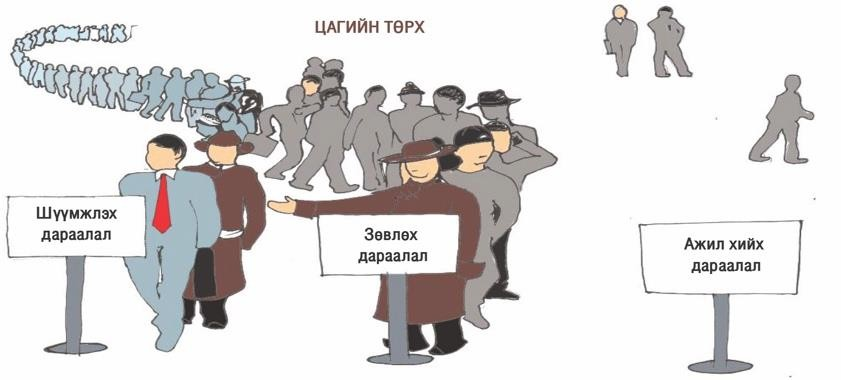 ЦАГИЙН ТӨРХ
Шүүмжлэх
дараалал
Зөвлөх
дараалал
Ажил хийх
дараалал